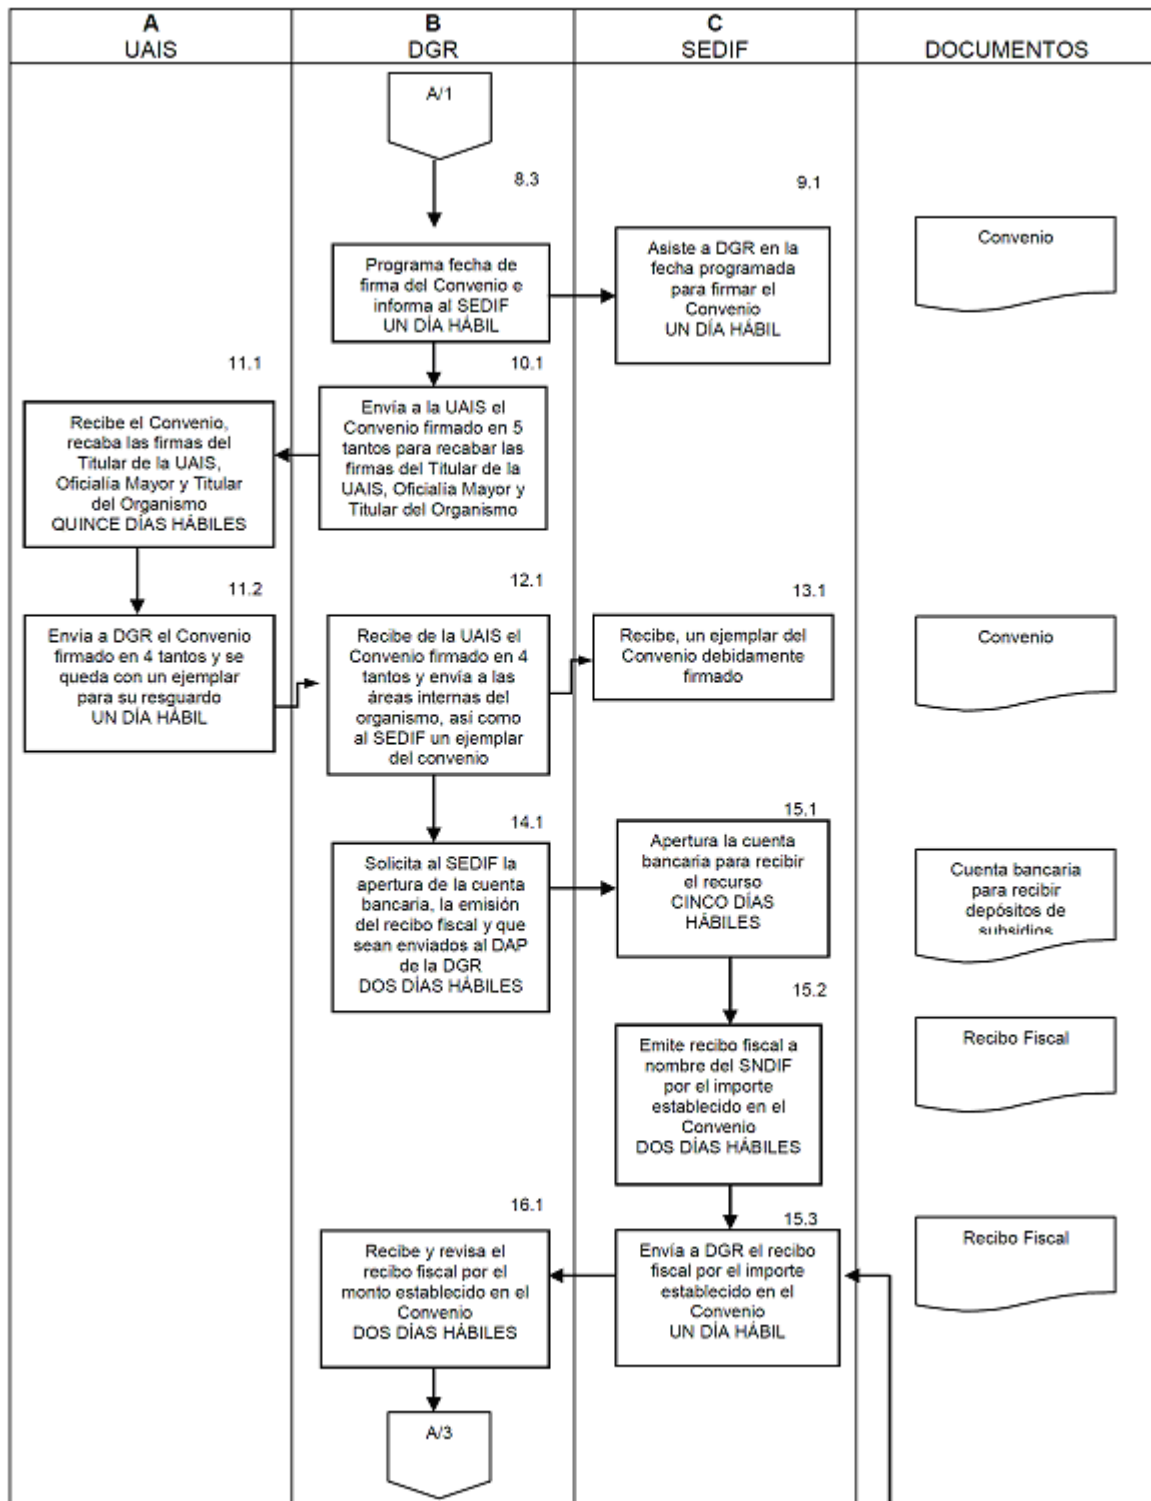 A
UAIS
B
DGR
C
SEDIF
DOCUMENTOS
A/1
8.3
9.1
Programa fecha de
firma del Convenio e
informa al SEDIF
UN DÍA HÁBIL
Asiste a DGR en la
fecha programada
para firmar el
Convenio
UN DÍA HÁBIL
Convenio
11.1
10.1
Recibe el Convenio,
recaba las firmas del
Titular de la UAIS,
Oficialía Mayor y Titular
del Organismo
QUINCE DÍAS HÁBILES
Envía a la UAIS el
Convenio firmado en 5
tantos para recabar las
firmas del Titular de la
UAIS, Oficialía Mayor y
Titular del Organismo
11.2
12.1
13.1
Envia a DGR el Convenio
firmado en 4 tantos y se
queda con un ejemplar
para su resguardo
UN DÍA HÁBIL
Recibe de la UAIS el
Convenio firmado en 4
tantos y envía a las
áreas internas del
organismo, así como
al SEDIF un ejemplar
del convenio
Recibe, un ejemplar del
Convenio debidamente
firmado
Convenio
14.1
15.1
Solicita al SEDIF la
apertura de la cuenta
bancaria, la emisión
del recibo fiscal y que
sean enviados al DAP
de la DGR
DOS DÍAS HÁBILES
Apertura la cuenta
bancaria para recibir
el recurso
CINCO DÍAS
HÁBILES
Cuenta bancaria
para recibir
depósitos de
subsidios
15.2
Emite recibo fiscal a
nombre del SNDIF
por el importe
establecido en el
Convenio
DOS DÍAS HÁBILES
Recibo Fiscal
16.1
15.3
Recibe y revisa el
recibo fiscal por el
monto establecido en el
Convenio
DOS DÍAS HÁBILES
Envía a DGR el recibo
fiscal por el importe
establecido en el
Convenio
UN DÍA HÁBIL
Recibo Fiscal
A/3